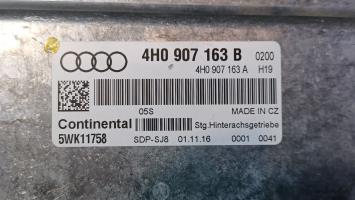 4H0 907 163 B 0200
4H0 907 163 A H19
05S MADE IN CZ
Continental Stg.Hinterachsgetriebe
5WK11758 SDP-SJ8 01.11.16 0001 0041